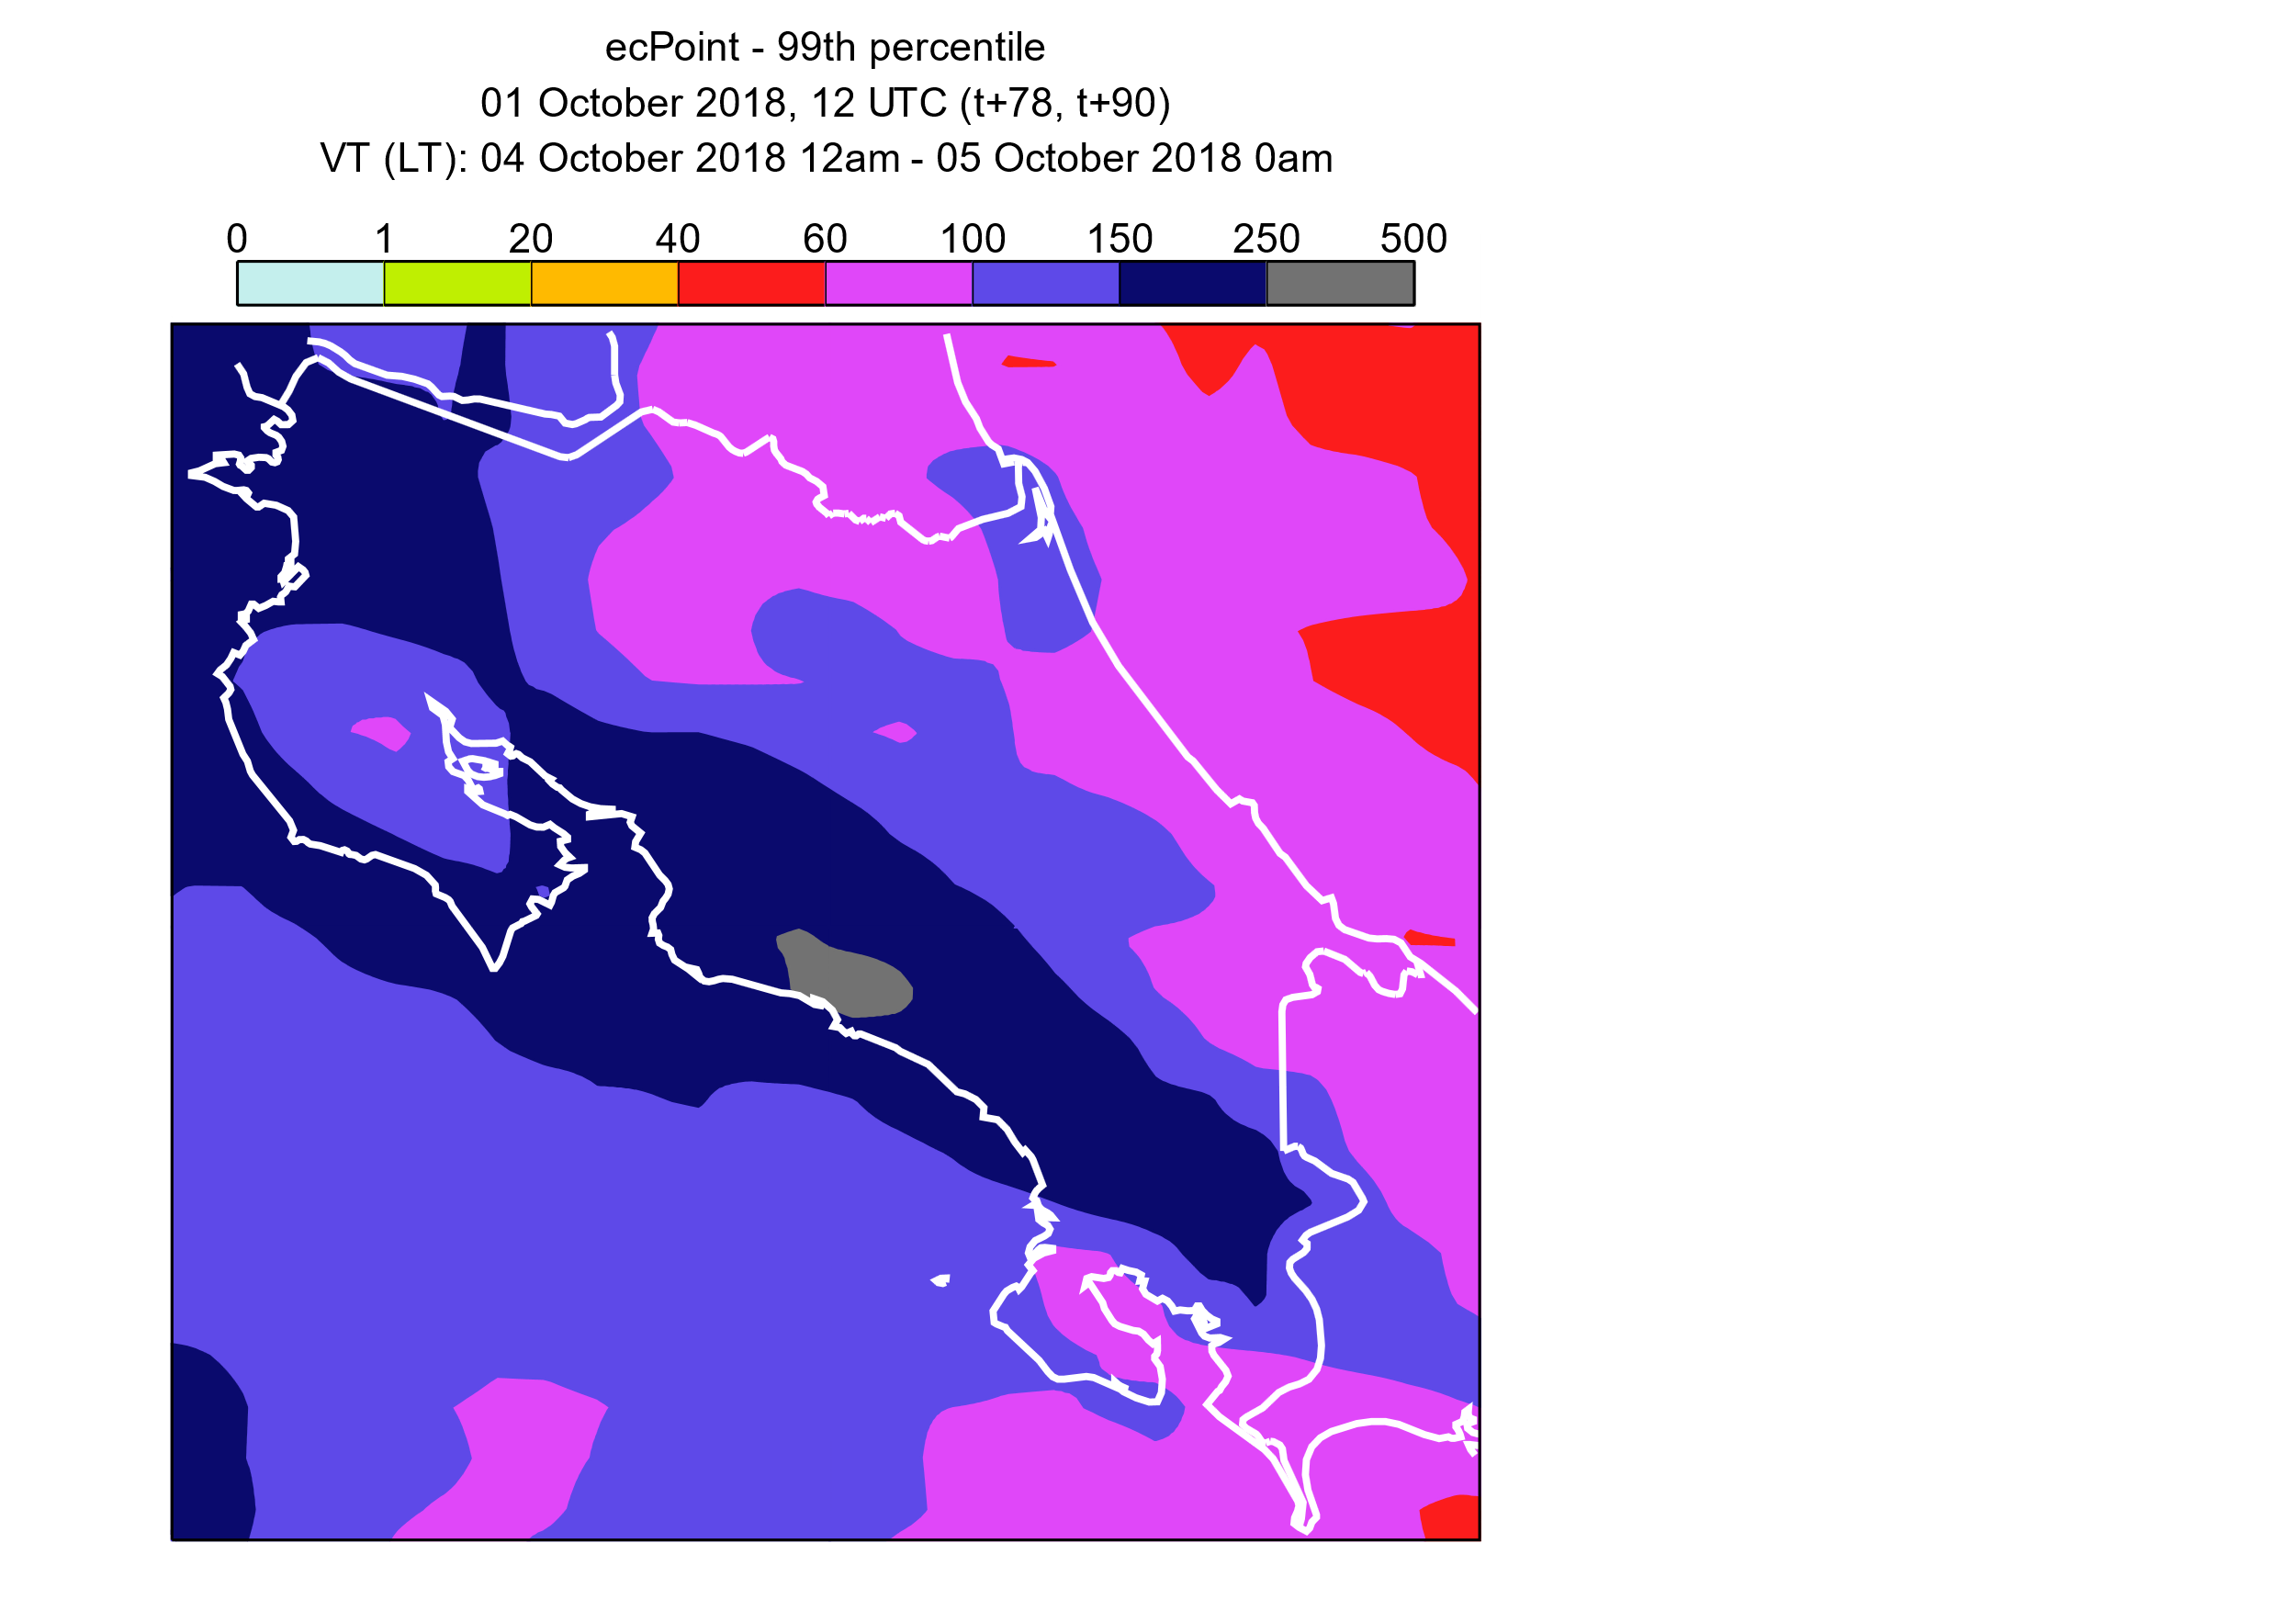 ecPoint - 99th percentile
01 October 2018, 12 UTC (t+78, t+90)
VT (LT): 04 October 2018 12am - 05 October 2018 0am
0 1 20 40 60 100 150 250 500